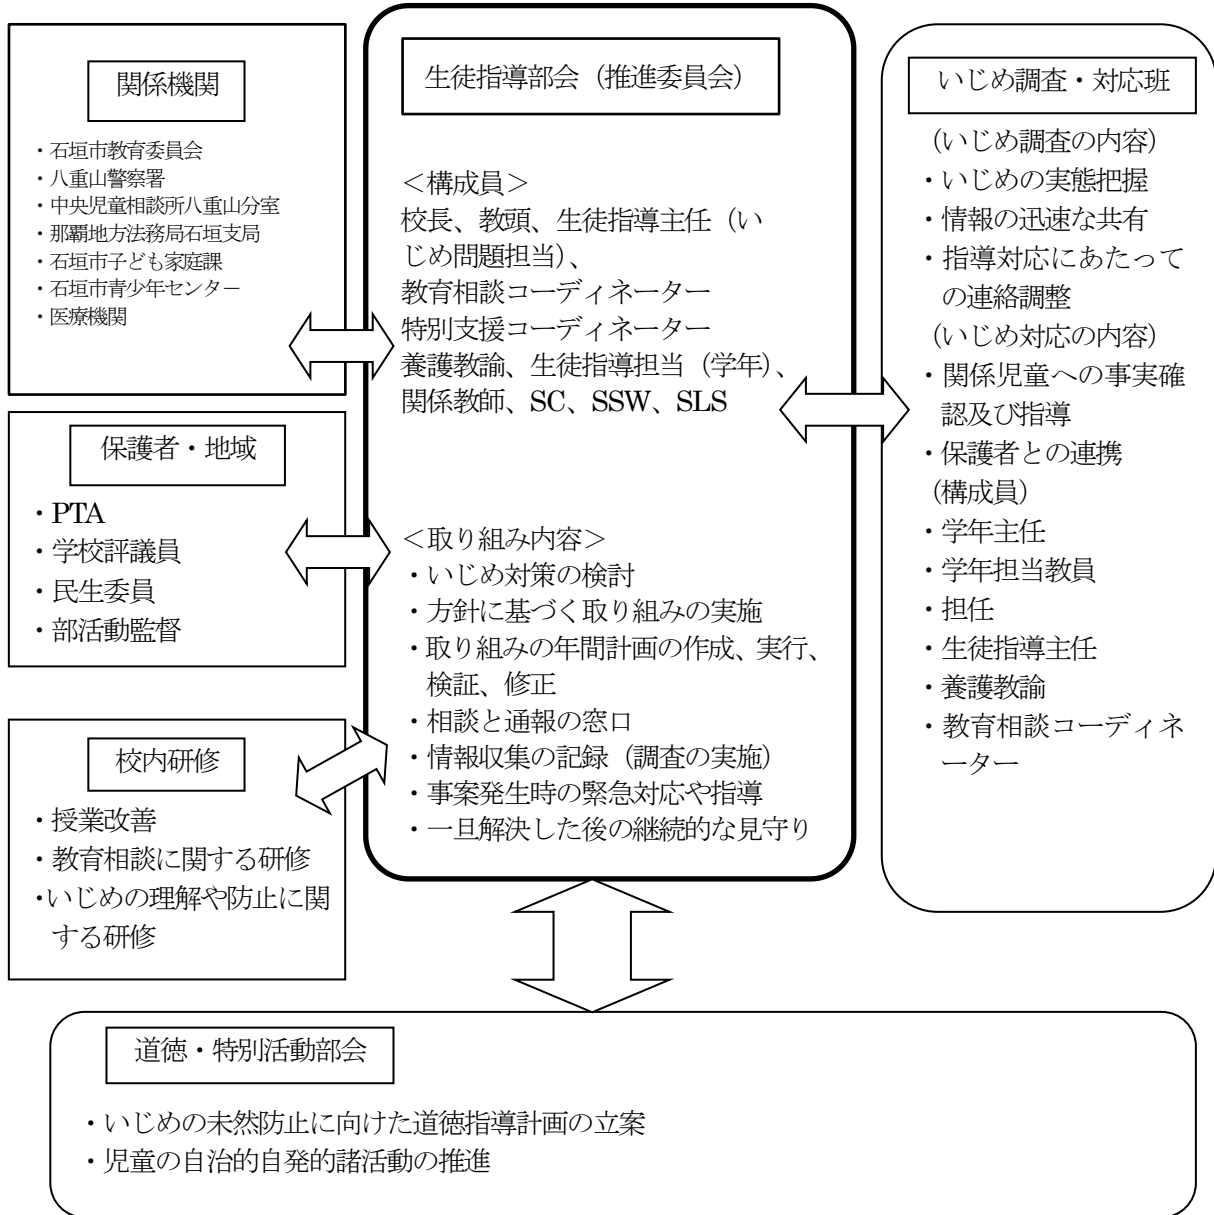 関係機関
・石垣市教育委員会
・八重山警察署
・中央児童相談所八重山分室
・那覇地方法務局石垣支局
・石垣市子ども家庭課
・石垣市青少年センター
・医療機関
保護者・地域
・PTA
・学校評議員
・民生委員
・部活動監督
校内研修
・授業改善
・教育相談に関する研修
・いじめの理解や防止に関
する研修
生徒指導部会（推進委員会）
＜構成員＞
校長、教頭、生徒指導主任（い
じめ問題担当）、
教育相談コーディネーター
特別支援コーディネーター
養護教諭、生徒指導担当（学年）、
関係教師、SC、SSW、SLS
＜取り組み内容＞
・いじめ対策の検討
・方針に基づく取り組みの実施
・取り組みの年間計画の作成、実行、
検証、修正
・相談と通報の窓口
・情報収集の記録（調査の実施）
・事案発生時の緊急対応や指導
・一旦解決した後の継続的な見守り
いじめ調査・対応班
（いじめ調査の内容）
・いじめの実態把握
・情報の迅速な共有
・指導対応にあたって
の連絡調整
（いじめ対応の内容）
・関係児童への事実確
認及び指導
・保護者との連携
（構成員）
・学年主任
・学年担当教員
・担任
・生徒指導主任
・養護教諭
・教育相談コーディネ
ーター
道徳・特別活動部会
・いじめの未然防止に向けた道徳指導計画の立案
・児童の自治的自発的諸活動の推進